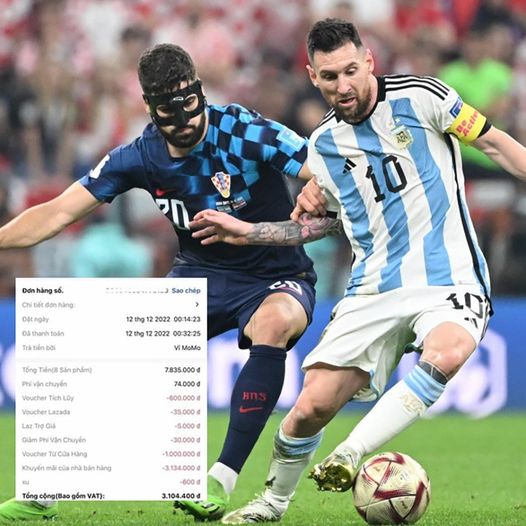 Đơn hàng số. Sao chép
Chi tiết đơn hàng:
Đặt ngày 12 thg 12 2022 00:14:23
Đã thanh toán 12 thg 12 2022 00:32:25
Trả tiền bởi Ví MoMo
Tổng Tiền(8 Sản phẩm) 7.835.000 đ
Phí vận chuyển 74.000 đ
Voucher Tích Lũy -600.000 đ
Voucher Lazada -35.000 đ
Laz Trợ Giá -5.000 đ
Giảm Phí Vận Chuyển -30.000 đ
Voucher Từ Cửa Hàng -1.000.000 đ
Khuyến mãi của nhà bán hàng -3.134.000 đ
xu -600 đ
Tổng cộng(Bao gồm VAT): 3.104.400 đ
20
10
10